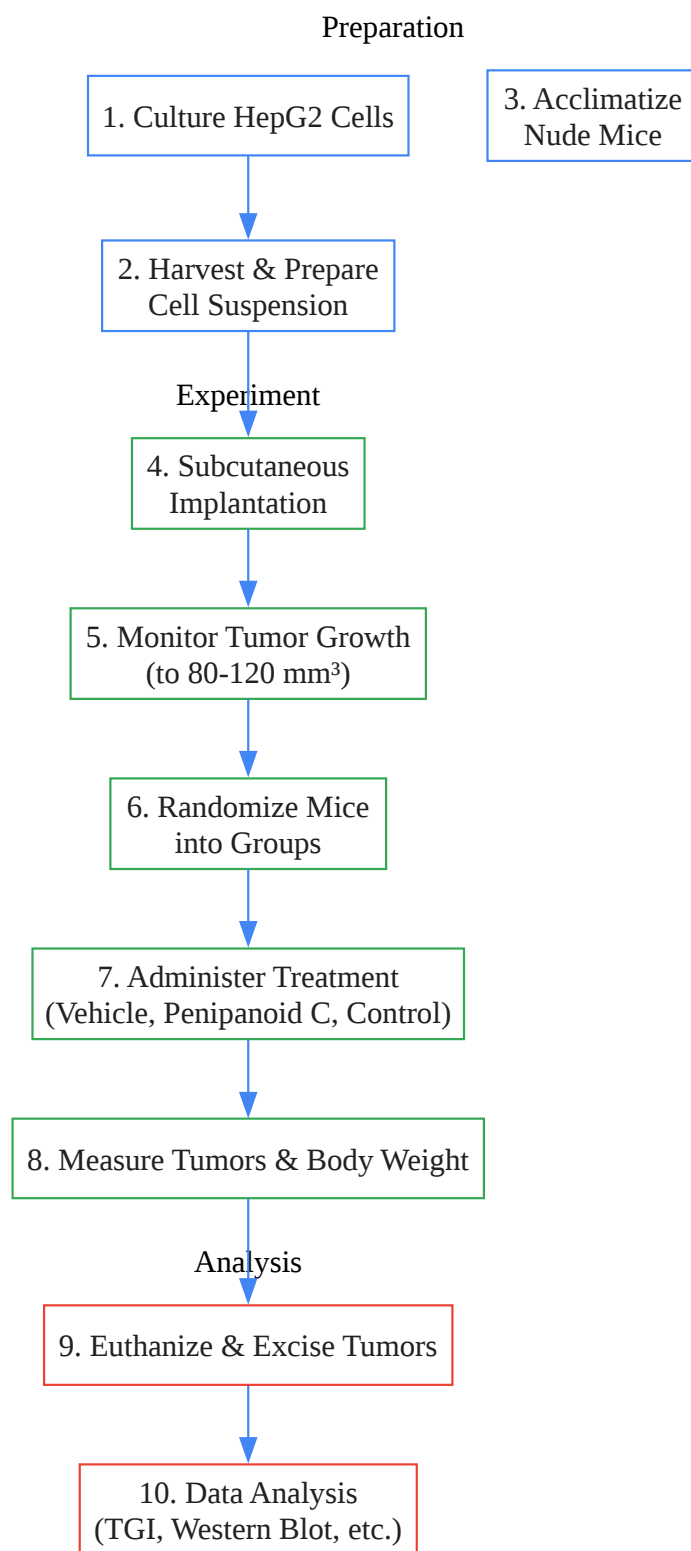 Preparation
1. Culture HepG2 Cells
3. Acclimatize
Nude Mice
2. Harvest & Prepare
Cell Suspension
Experiment
4. Subcutaneous
Implantation
5. Monitor Tumor Growth
(to 80-120 mm³)
6. Randomize Mice
into Groups
7. Administer Treatment
(Vehicle, Penipanoid C, Control)
8. Measure Tumors & Body Weight
Analysis
9. Euthanize & Excise Tumors
10. Data Analysis
(TGI, Western Blot, etc.)